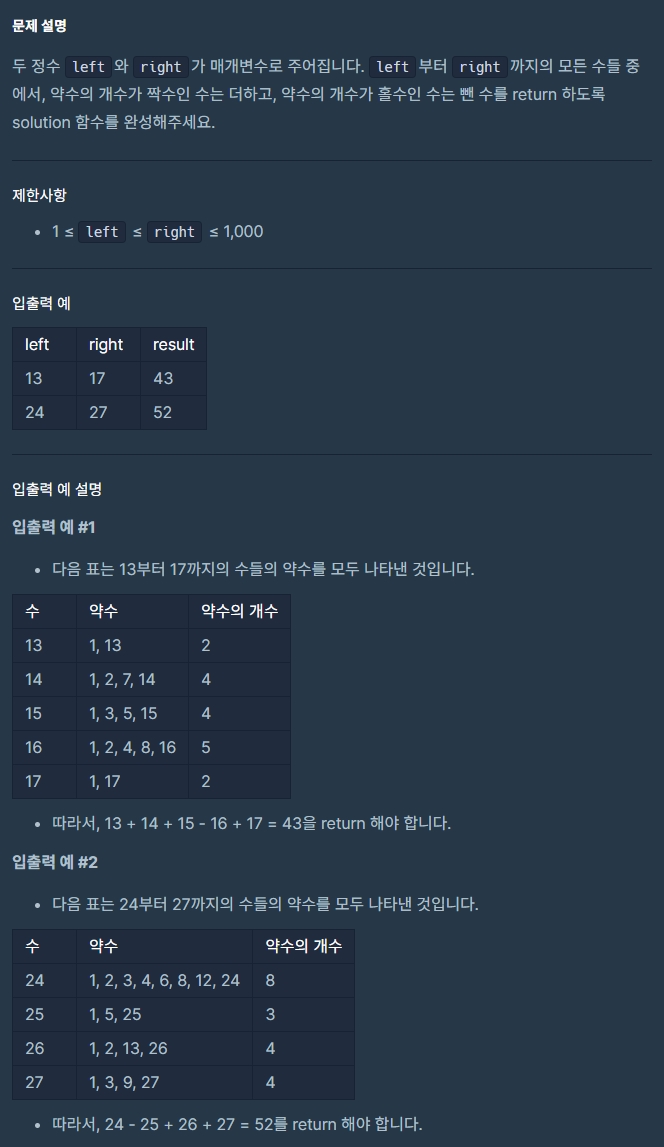 문제 설명
두 정수 left 와 right 가 매개변수로 주어집니다. left 부터 right 까지의 모든 수들 중
에서, 약수의 개수가 짝수인 수는 더하고, 약수의 개수가 홀수인 수는 뺀 수를 return 하도록
solution 함수를 완성해주세요.
제한사항
• 1 ≤ left ≤ right ≤ 1,000
입출력 예
left right result
13 17 43
24 27 52
입출력 예 설명
입출력 예 #1
• 다음 표는 13부터 17까지의 수들의 약수를 모두 나타낸 것입니다.
수 약수 약수의 개수
13 1, 13 2
14 1, 2, 7, 14 4
15 1, 3, 5, 15 4
16 1, 2, 4, 8, 16 5
17 1, 17 2
• 따라서, 13 + 14 + 15 - 16 + 17 = 43을 return 해야 합니다.
입출력 예 #2
• 다음 표는 24부터 27까지의 수들의 약수를 모두 나타낸 것입니다.
수 약수 약수의 개수
24 1, 2, 3, 4, 6, 8, 12, 24 8
25 1, 5, 25 3
26 1, 2, 13, 26 4
27 1, 3, 9, 27 4
• 따라서, 24 - 25 + 26 + 27 = 52를 return 해야 합니다.